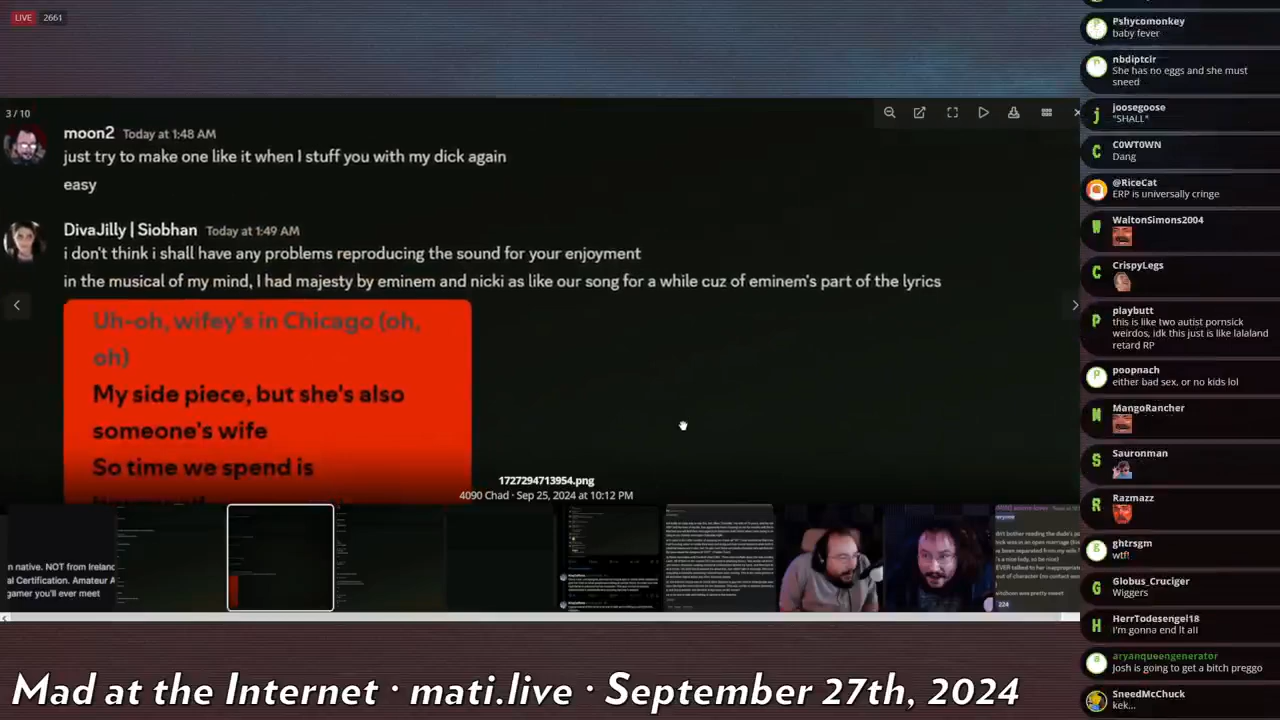 LIVE 2661
3 / 10
moon2 Today at 1:48 AM
just try to make one like it when I stuff you with my dick again
easy
DivaJilly | Siobhan Today at 1:49 AM
i don't think i shall have any problems reproducing the sound for your enjoyment
in the musical of my mind, I had majesty by eminem and nicki as like our song for a while cuz of eminem's part of the lyrics
Uh-oh, wifey's in Chicago (oh,
oh)
My side piece, but she's also
someone's wife
So time we spend is
1727294713954.png
4090 Chad · Sep 25, 2024 at 10:12 PM
n native. NOT from Ireland
al Certification. Amateur A
gamer you'll ever meet
224
Mad at the Internet · mati.live · September 27th, 2024
Pshycomonkey
baby fever
nbdiptclr
She has no eggs and she must
sneed
joosegoose
"SHALL"
C0WT0WN
Dang
@RiceCat
ERP is universally cringe
WaltonSimons2004
CrispyLegs
playbutt
this is like two autist pornsick
weirdos, idk this just is like lalaland
retard RP
poopnach
either bad sex, or no kids lol
MangoRancher
Sauronman
Razmazz
ghtrsgm
wtf!
Globus_Cruciger
Wiggers
HerrTodesengel18
I'm gonna end it all
aryanqueengenerator
Josh is going to get a bitch preggo
SneedMcChuck
kek...